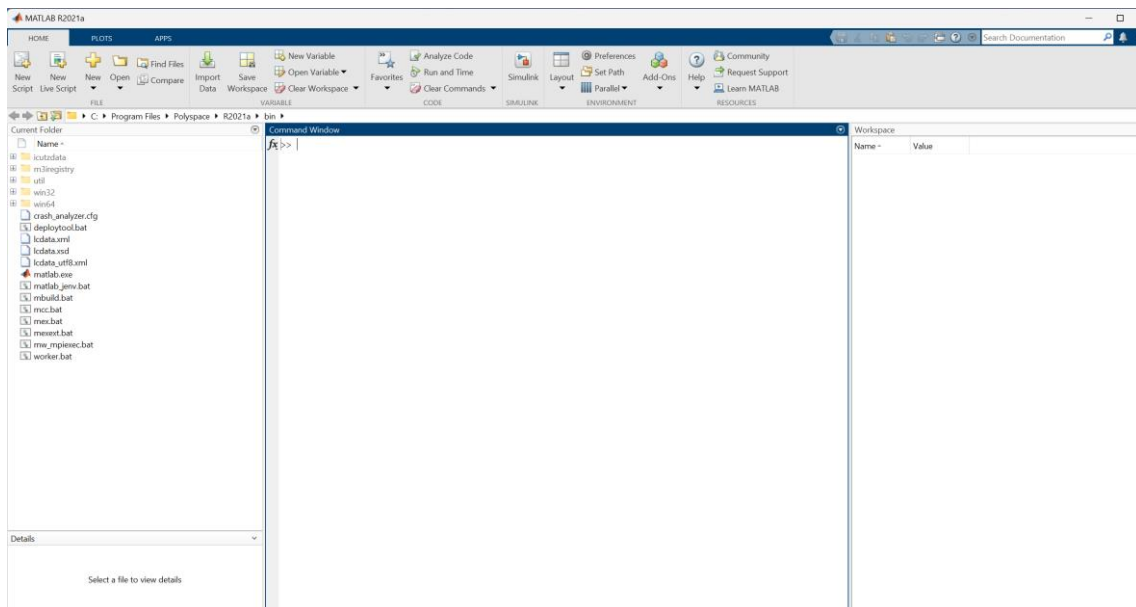 MATLAB R2021a
HOME PLOTS APPS
Search Documentation
New Script
New Live Script
New
Open
Find Files
Compare
Import Data
Save Workspace
New Variable
Open Variable
Clear Workspace
Favorites
Analyze Code
Run and Time
Clear Commands
Simulink
Layout
Preferences
Set Path
Parallel
Add-Ons
Help
Community
Request Support
Learn MATLAB
FILE VARIABLE CODE SIMULINK ENVIRONMENT RESOURCES
C: Program Files Polyspace R2021a bin
Current Folder
Name
icutzdata
m3iregistry
util
win32
win64
crash_analyzer.cfg
deploytool.bat
lcdata.xml
lcdata.xsd
lcdata_utf8.xml
matlab.exe
matlab_jenv.bat
mbuild.bat
mcc.bat
mex.bat
mexext.bat
mw_mpiexec.bat
worker.bat
Details
Select a file to view details
Command Window
fx >>
Workspace
Name Value